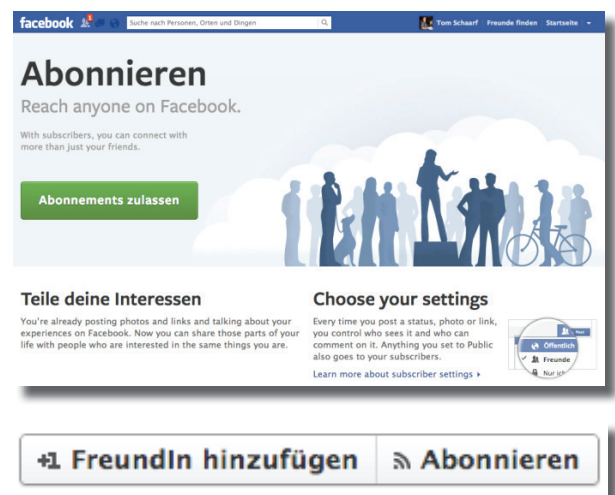 facebook 1 Suche nach Personen, Orten und Dingen Tom Schaarf Freunde finden Startseite
Abonnieren
Reach anyone on Facebook.
With subscribers, you can connect with
more than just your friends.
Abonnements zulassen
Teile deine Interessen
You're already posting photos and links and talking about your
experiences on Facebook. Now you can share those parts of your
life with people who are interested in the same things you are.
Choose your settings
Every time you post a status, photo or link,
you control who sees it and who can
comment on it. Anything you set to Public
also goes to your subscribers.
Learn more about subscriber settings
Öffentlich
Freunde
Nur ich
+1 FreundIn hinzufügen Abonnieren